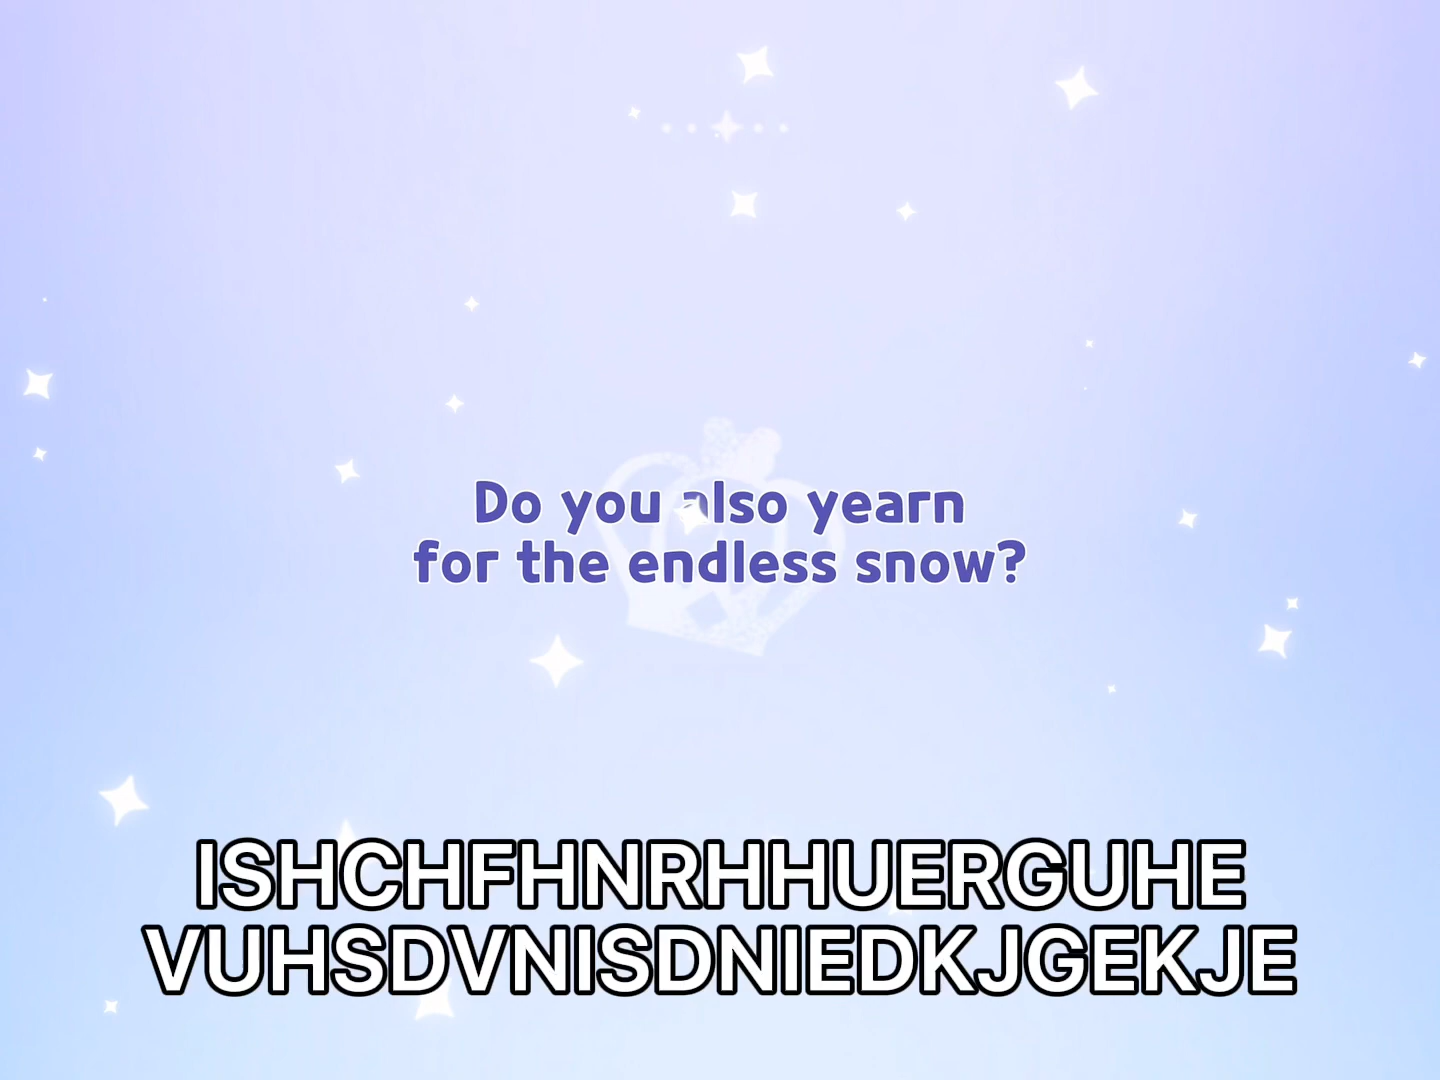 Do you also yearn
for the endless snow?
ISHCHFHNRHHUERGUHE
VUHSDVNISDNIEDKJGEKJE